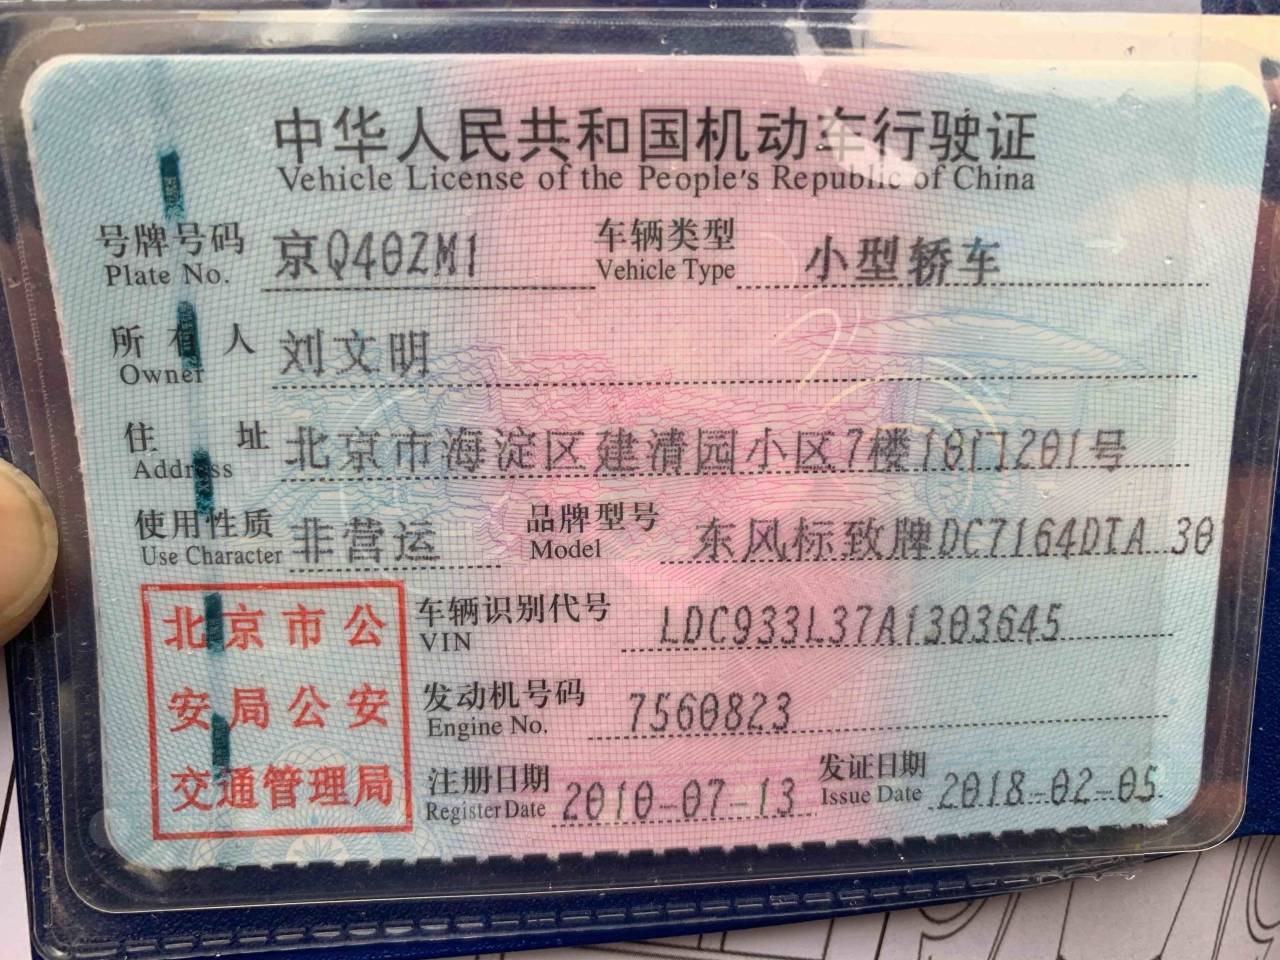 中华人民共和国机动车行驶证
Vehicle License of the People's Republic of China
号牌号码 京Q40ZM1 车辆类型 小型轿车
Plate No. Vehicle Type
所有人 刘文明
Owner
住址 北京市海淀区建清园小区7楼10门1201号
Address
使用性质 非营运 品牌型号 东风标致牌DC7164DTA 30
Use Character Model
北京市公
安局公安
交通管理局
车辆识别代号 LDC933L37A1303645
VIN
发动机号码 7560823
Engine No.
注册日期 2010-07-13 发证日期 2018-02-05
Register Date Issue Date